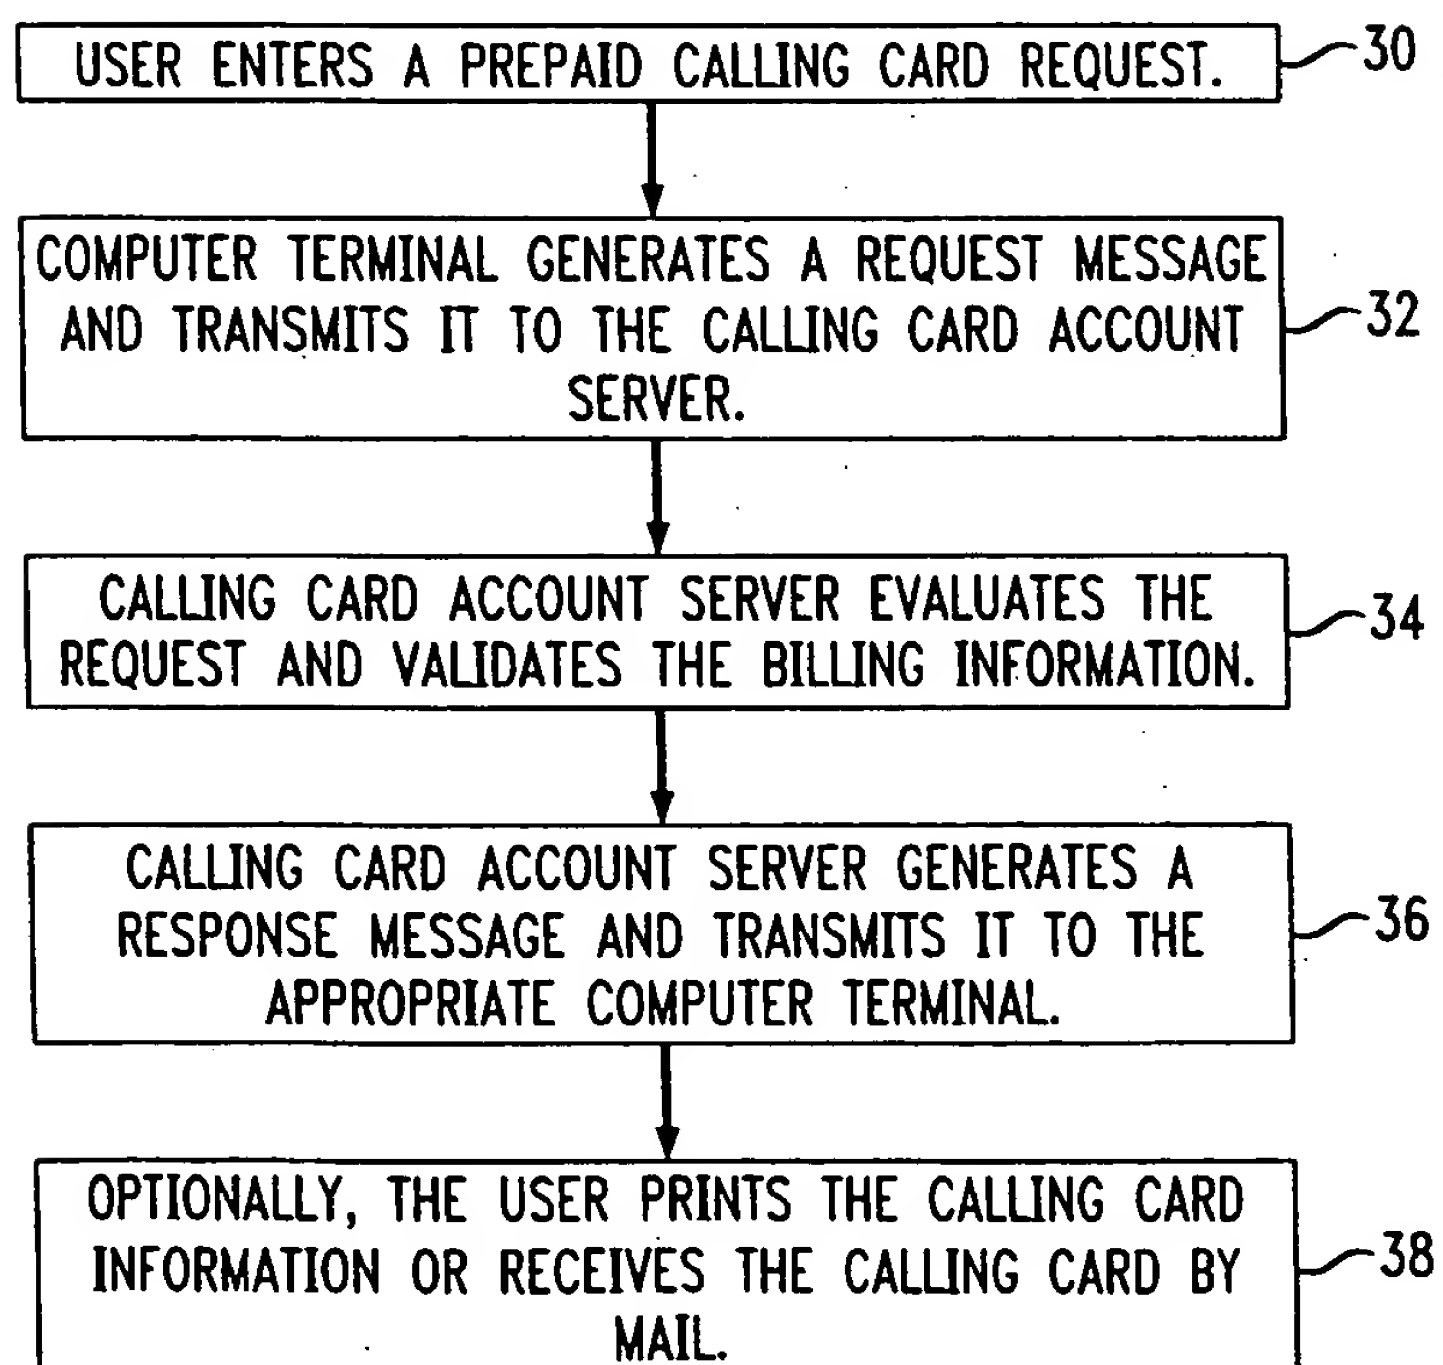 USER ENTERS A PREPAID CALLING CARD REQUEST.
30
COMPUTER TERMINAL GENERATES A REQUEST MESSAGE
AND TRANSMITS IT TO THE CALLING CARD ACCOUNT
SERVER.
32
CALLING CARD ACCOUNT SERVER EVALUATES THE
REQUEST AND VALIDATES THE BILLING INFORMATION.
34
CALLING CARD ACCOUNT SERVER GENERATES A
RESPONSE MESSAGE AND TRANSMITS IT TO THE
APPROPRIATE COMPUTER TERMINAL.
36
OPTIONALLY, THE USER PRINTS THE CALLING CARD
INFORMATION OR RECEIVES THE CALLING CARD BY
MAIL.
38